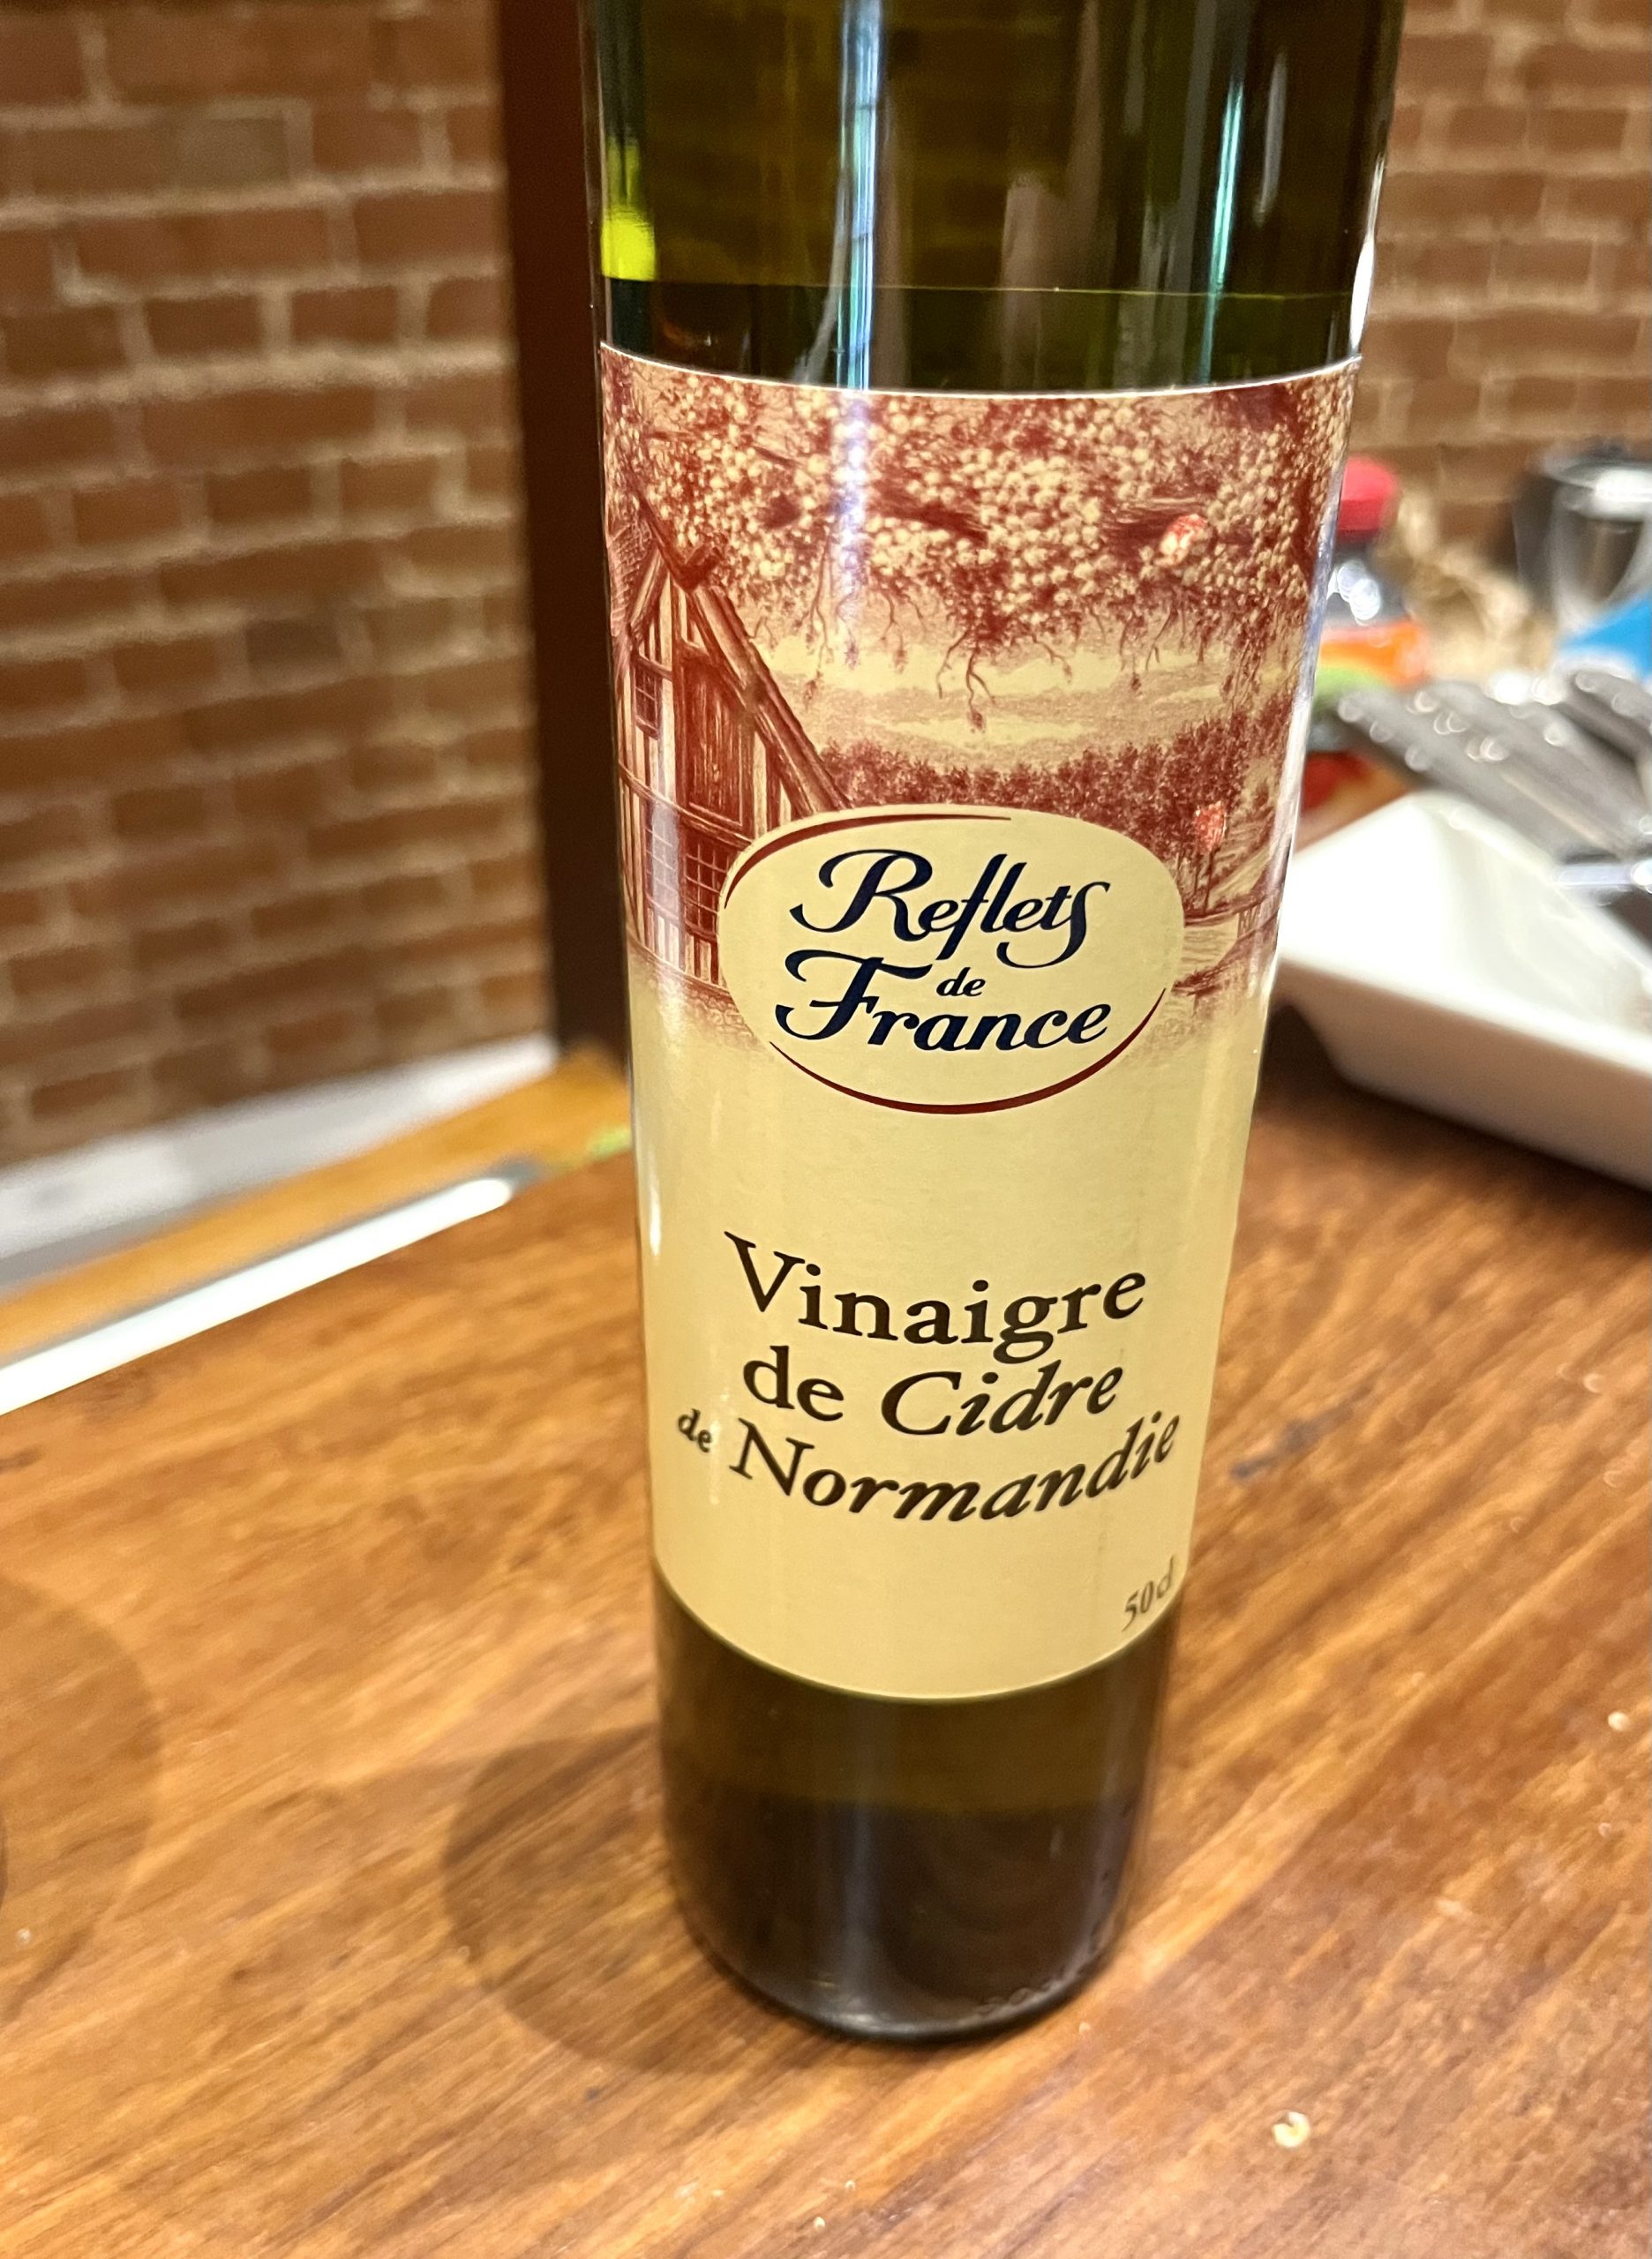 Reflets
de
France
Vinaigre
de Cidre
de Normandie
50cl